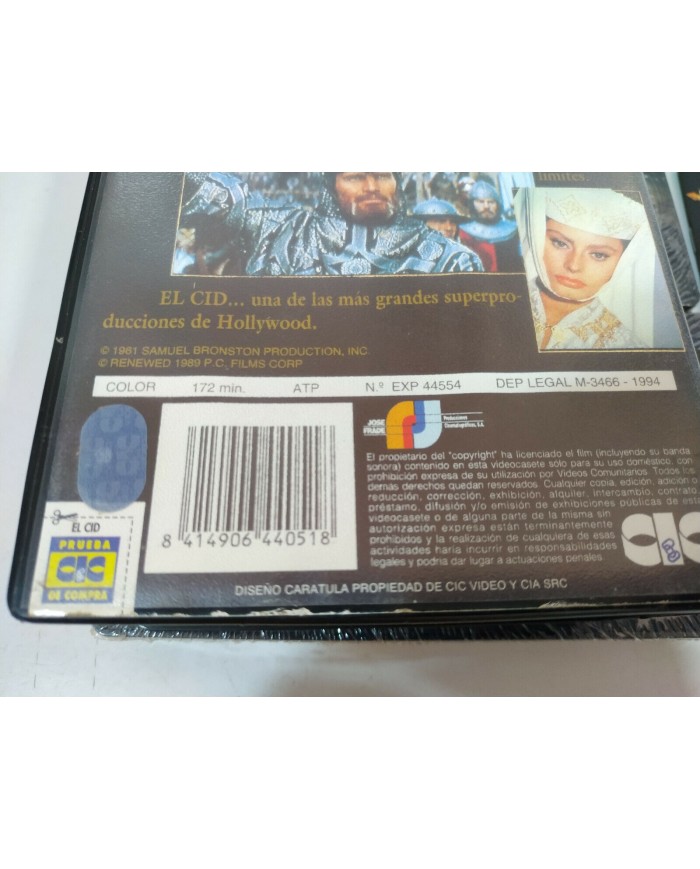 límites.
EL CID... una de las más grandes superpro-
ducciones de Hollywood.
© 1961 SAMUEL BRONSTON PRODUCTION, INC.
© RENEWED 1989 P.C. FILMS CORP
COLOR 172 min. ATP N.º EXP 44554 DEP LEGAL M-3466 - 1994
JOSE
FRADE
Producciones
Cinematográficas, S.A.
El propietario del "copyright" ha licenciado el film (incluyendo su banda
sonora) contenido en esta videocasete solo para su uso doméstico, con
prohibición expresa de su utilización por Videos Comunitarios. Todos los
demas derechos quedan reservados. Cualquier copia, edición, adición o
reducción, corrección, exhibición, alquiler, intercambio, contrato
préstamo, difusión y/o emisión de exhibiciones publicas de esta
videocasete o de alguna parte de la misma sin
autorización expresa están terminantemente
prohibidos y la realización de cualquiera de esas
actividades haría incurrir en responsabilidades
legales y podria dar lugar a actuaciones penales.
CIC
8 414906 440518
EL CID
PRUEBA
CIC
DE COMPRA
DISEÑO CARATULA PROPIEDAD DE CIC VIDEO Y CIA SRC